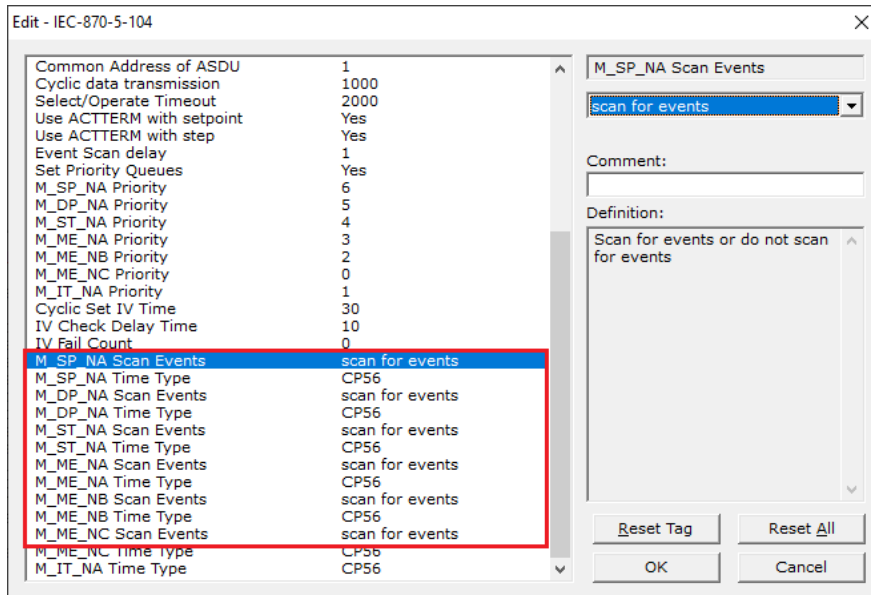 Edit - IEC-870-5-104
Common Address of ASDU 1
Cyclic data transmission 1000
Select/Operate Timeout 2000
Use ACTTERM with setpoint Yes
Use ACTTERM with step Yes
Event Scan delay 1
Set Priority Queues Yes
M_SP_NA Priority 6
M_DP_NA Priority 5
M_ST_NA Priority 4
M_ME_NA Priority 3
M_ME_NB Priority 2
M_ME_NC Priority 0
M_IT_NA Priority 1
Cyclic Set IV Time 30
IV Check Delay Time 10
IV Fail Count 0
M_SP_NA Scan Events scan for events
M_SP_NA Time Type CP56
M_DP_NA Scan Events scan for events
M_DP_NA Time Type CP56
M_ST_NA Scan Events scan for events
M_ST_NA Time Type CP56
M_ME_NA Scan Events scan for events
M_ME_NA Time Type CP56
M_ME_NB Scan Events scan for events
M_ME_NB Time Type CP56
M_ME_NC Scan Events scan for events
M_ME_NC Time Type CP56
M_IT_NA Time Type CP56
M_SP_NA Scan Events
scan for events
Comment:
Definition:
Scan for events or do not scan
for events
Reset Tag Reset All
OK Cancel